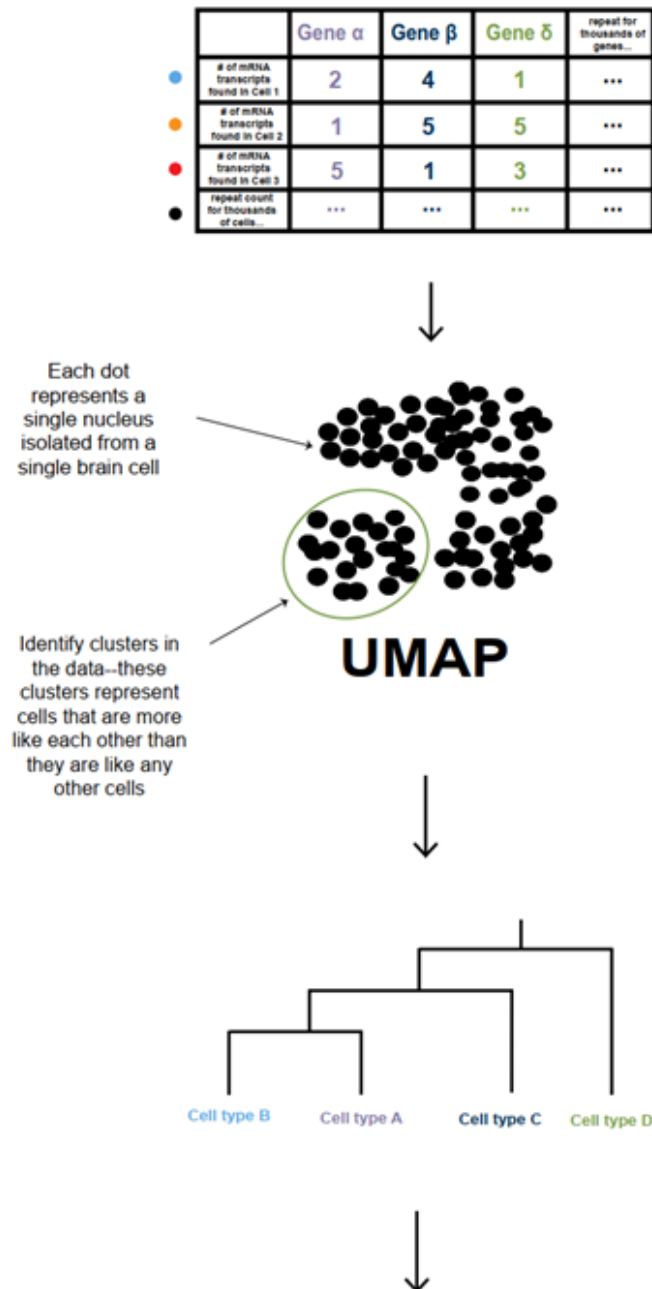 Gene α Gene β Gene δ repeat for
thousands of
genes...
# of mRNA
transcripts
found in Cell 1
2 4 1 ...
# of mRNA
transcripts
found in Cell 2
1 5 5 ...
# of mRNA
transcripts
found in Cell 3
5 1 3 ...
repeat count
for thousands
of cells...
... ... ... ...
Each dot
represents a
single nucleus
isolated from a
single brain cell
UMAP
Identify clusters in
the data--these
clusters represent
cells that are more
like each other than
they are like any
other cells
Cell type B Cell type A Cell type C Cell type D